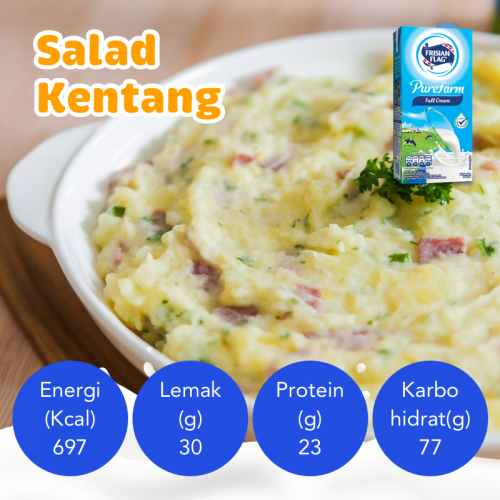 Salad
Kentang
FRISIAN
FLAG
Purefarm
Full Cream
Energi
(Kcal)
697
Lemak
(g)
30
Protein
(g)
23
Karbo
hidrat(g)
77